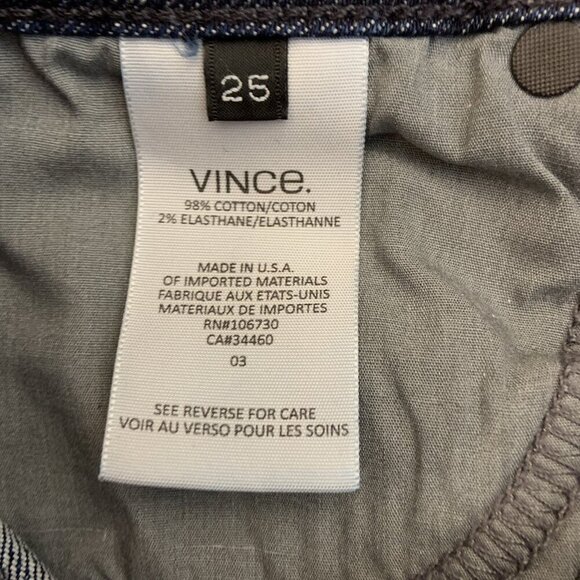 25
VINCe.
98% COTTON/COTON
2% ELASTHANE/ELASTHANNE
MADE IN U.S.A.
OF IMPORTED MATERIALS
FABRIQUE AUX ETATS-UNIS
MATERIAUX DE IMPORTES
RN#106730
CA#34460
03
SEE REVERSE FOR CARE
VOIR AU VERSO POUR LES SOINS